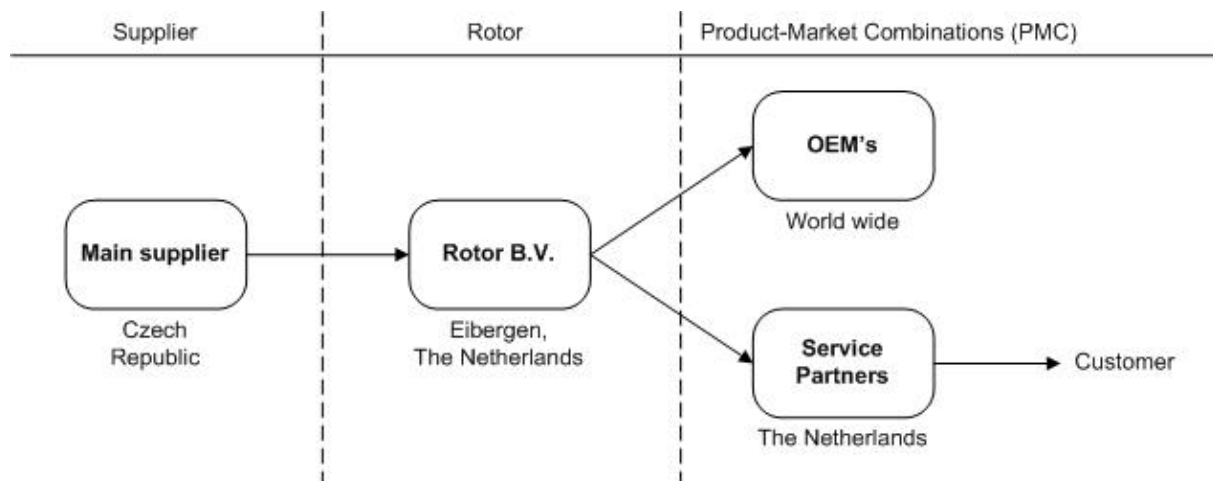 Supplier
Rotor
Product-Market Combinations (PMC)
OEM's
World wide
Main supplier
Czech
Republic
Rotor B.V.
Eibergen,
The Netherlands
Service
Partners
The Netherlands
Customer